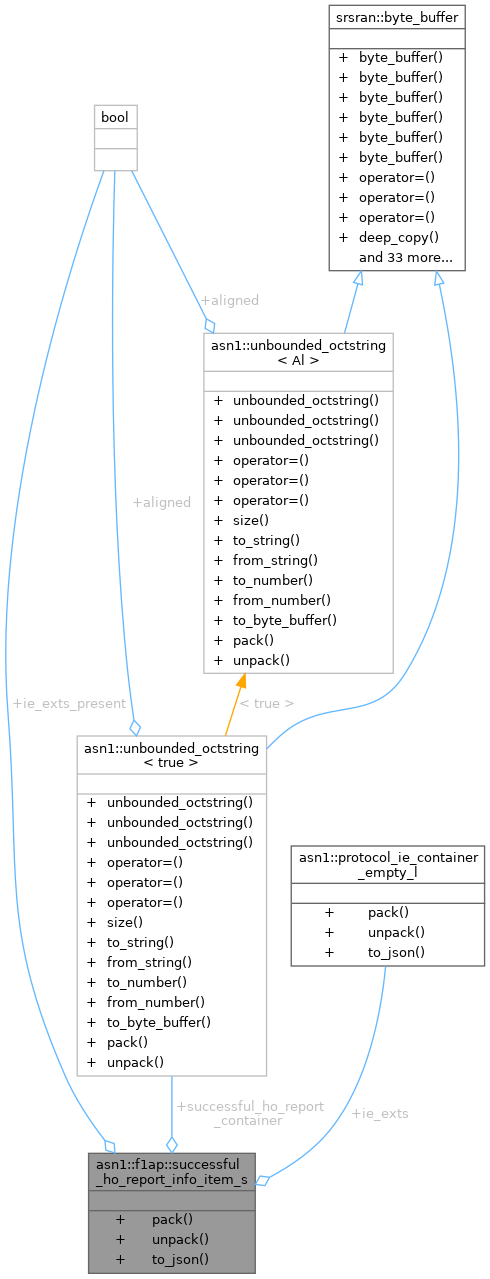 srsran::byte_buffer
+ byte_buffer()
+ byte_buffer()
+ byte_buffer()
+ byte_buffer()
+ byte_buffer()
+ byte_buffer()
+ operator=()
+ operator=()
+ operator=()
+ deep_copy()
and 33 more...
bool
+aligned
asn1::unbounded_octstring
< Al >
+ unbounded_octstring()
+ unbounded_octstring()
+ unbounded_octstring()
+ operator=()
+ operator=()
+ operator=()
+ size()
+ to_string()
+ from_string()
+ to_number()
+ from_number()
+ to_byte_buffer()
+ pack()
+ unpack()
+aligned
+ie_exts_present
< true >
asn1::unbounded_octstring
< true >
+ unbounded_octstring()
+ unbounded_octstring()
+ unbounded_octstring()
+ operator=()
+ operator=()
+ operator=()
+ size()
+ to_string()
+ from_string()
+ to_number()
+ from_number()
+ to_byte_buffer()
+ pack()
+ unpack()
asn1::protocol_ie_container
_empty_l
+ pack()
+ unpack()
+ to_json()
+successful_ho_report
_container
+ie_exts
asn1::f1ap::successful
_ho_report_info_item_s
+ pack()
+ unpack()
+ to_json()